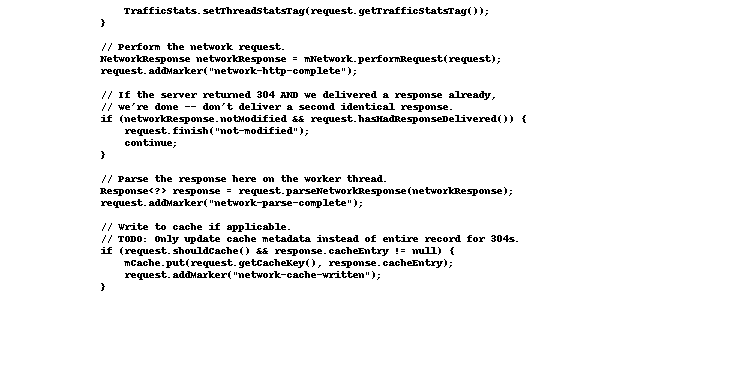 TrafficStats.setThreadStatsTag(request.getTrafficStatsTag());
}
// Perform the network request.
NetworkResponse networkResponse = mNetwork.performRequest(request);
request.addMarker("network-http-complete");
// If the server returned 304 AND we delivered a response already,
// we're done -- don't deliver a second identical response.
if (networkResponse.notModified && request.hasHadResponseDelivered()) {
request.finish("not-modified");
continue;
}
// Parse the response here on the worker thread.
Response<?> response = request.parseNetworkResponse(networkResponse);
request.addMarker("network-parse-complete");
// Write to cache if applicable.
// TODO: Only update cache metadata instead of entire record for 304s.
if (request.shouldCache() && response.cacheEntry != null) {
mCache.put(request.getCacheKey(), response.cacheEntry);
request.addMarker("network-cache-written");
}